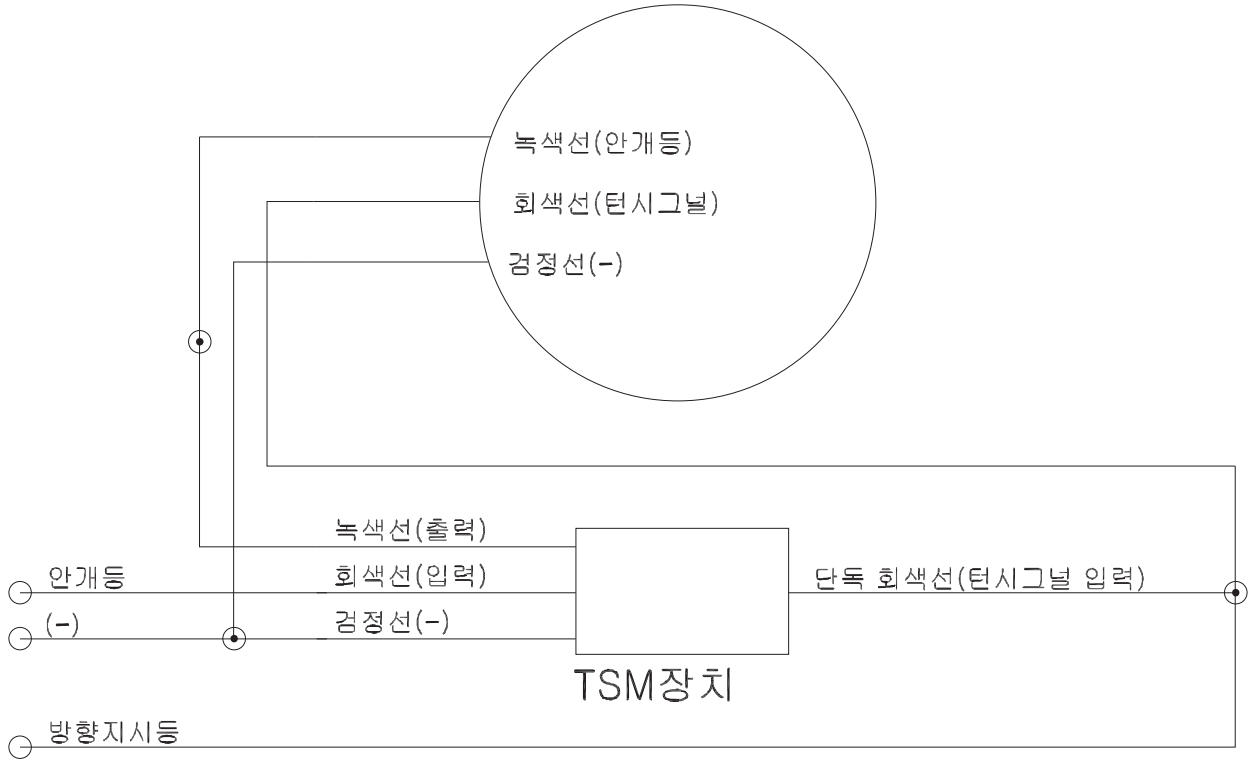 녹색선(안개등)
회색선(턴시그널)
검정선(-)
녹색선(출력)
안개등
회색선(입력)
단독 회색선(턴시그널 입력)
(-)
검정선(-)
TSM장치
방향지시등